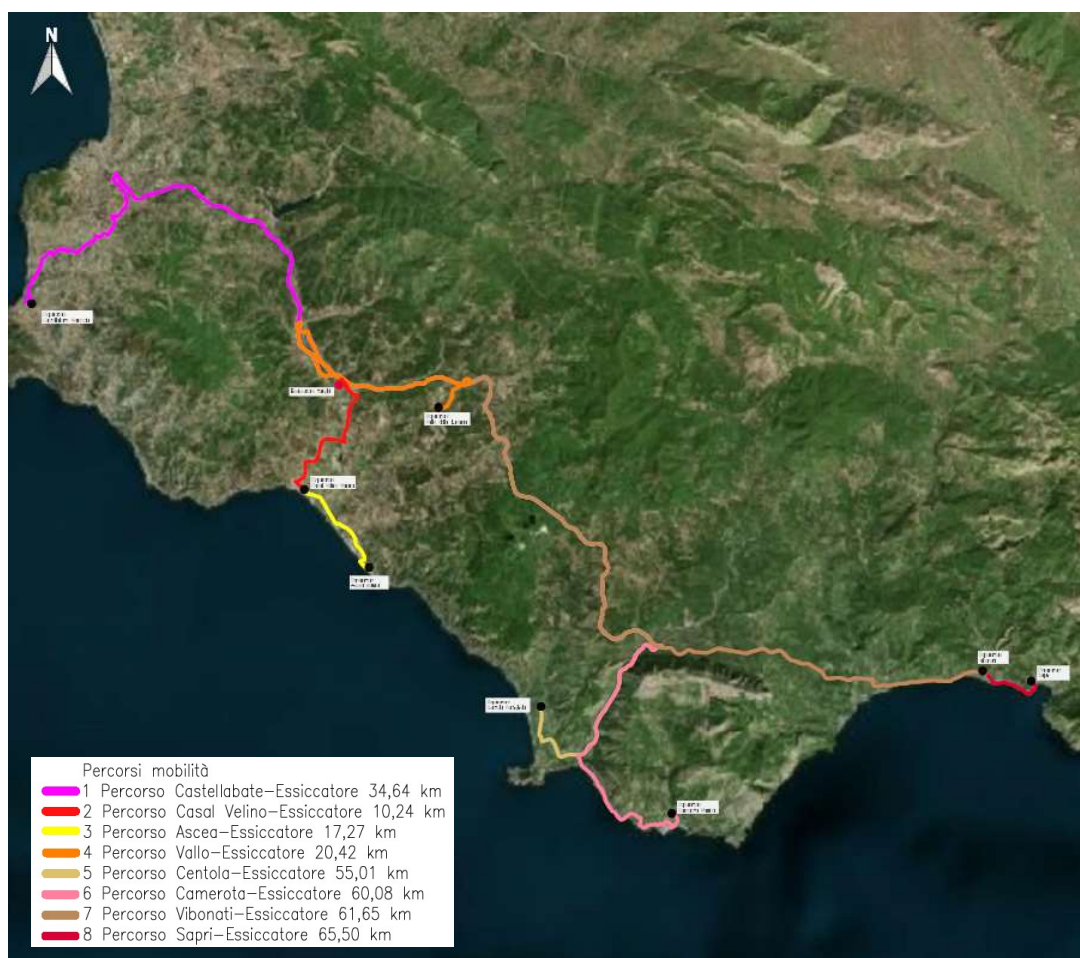 N
Percorsi mobilità
1 Percorso Castellabate-Essiccatore 34,64 km
2 Percorso Casal Velino-Essiccatore 10,24 km
3 Percorso Ascea-Essiccatore 17,27 km
4 Percorso Vallo-Essiccatore 20,42 km
5 Percorso Centola-Essiccatore 55,01 km
6 Percorso Camerota-Essiccatore 60,08 km
7 Percorso Vibonati-Essiccatore 61,65 km
8 Percorso Sapri-Essiccatore 65,50 km